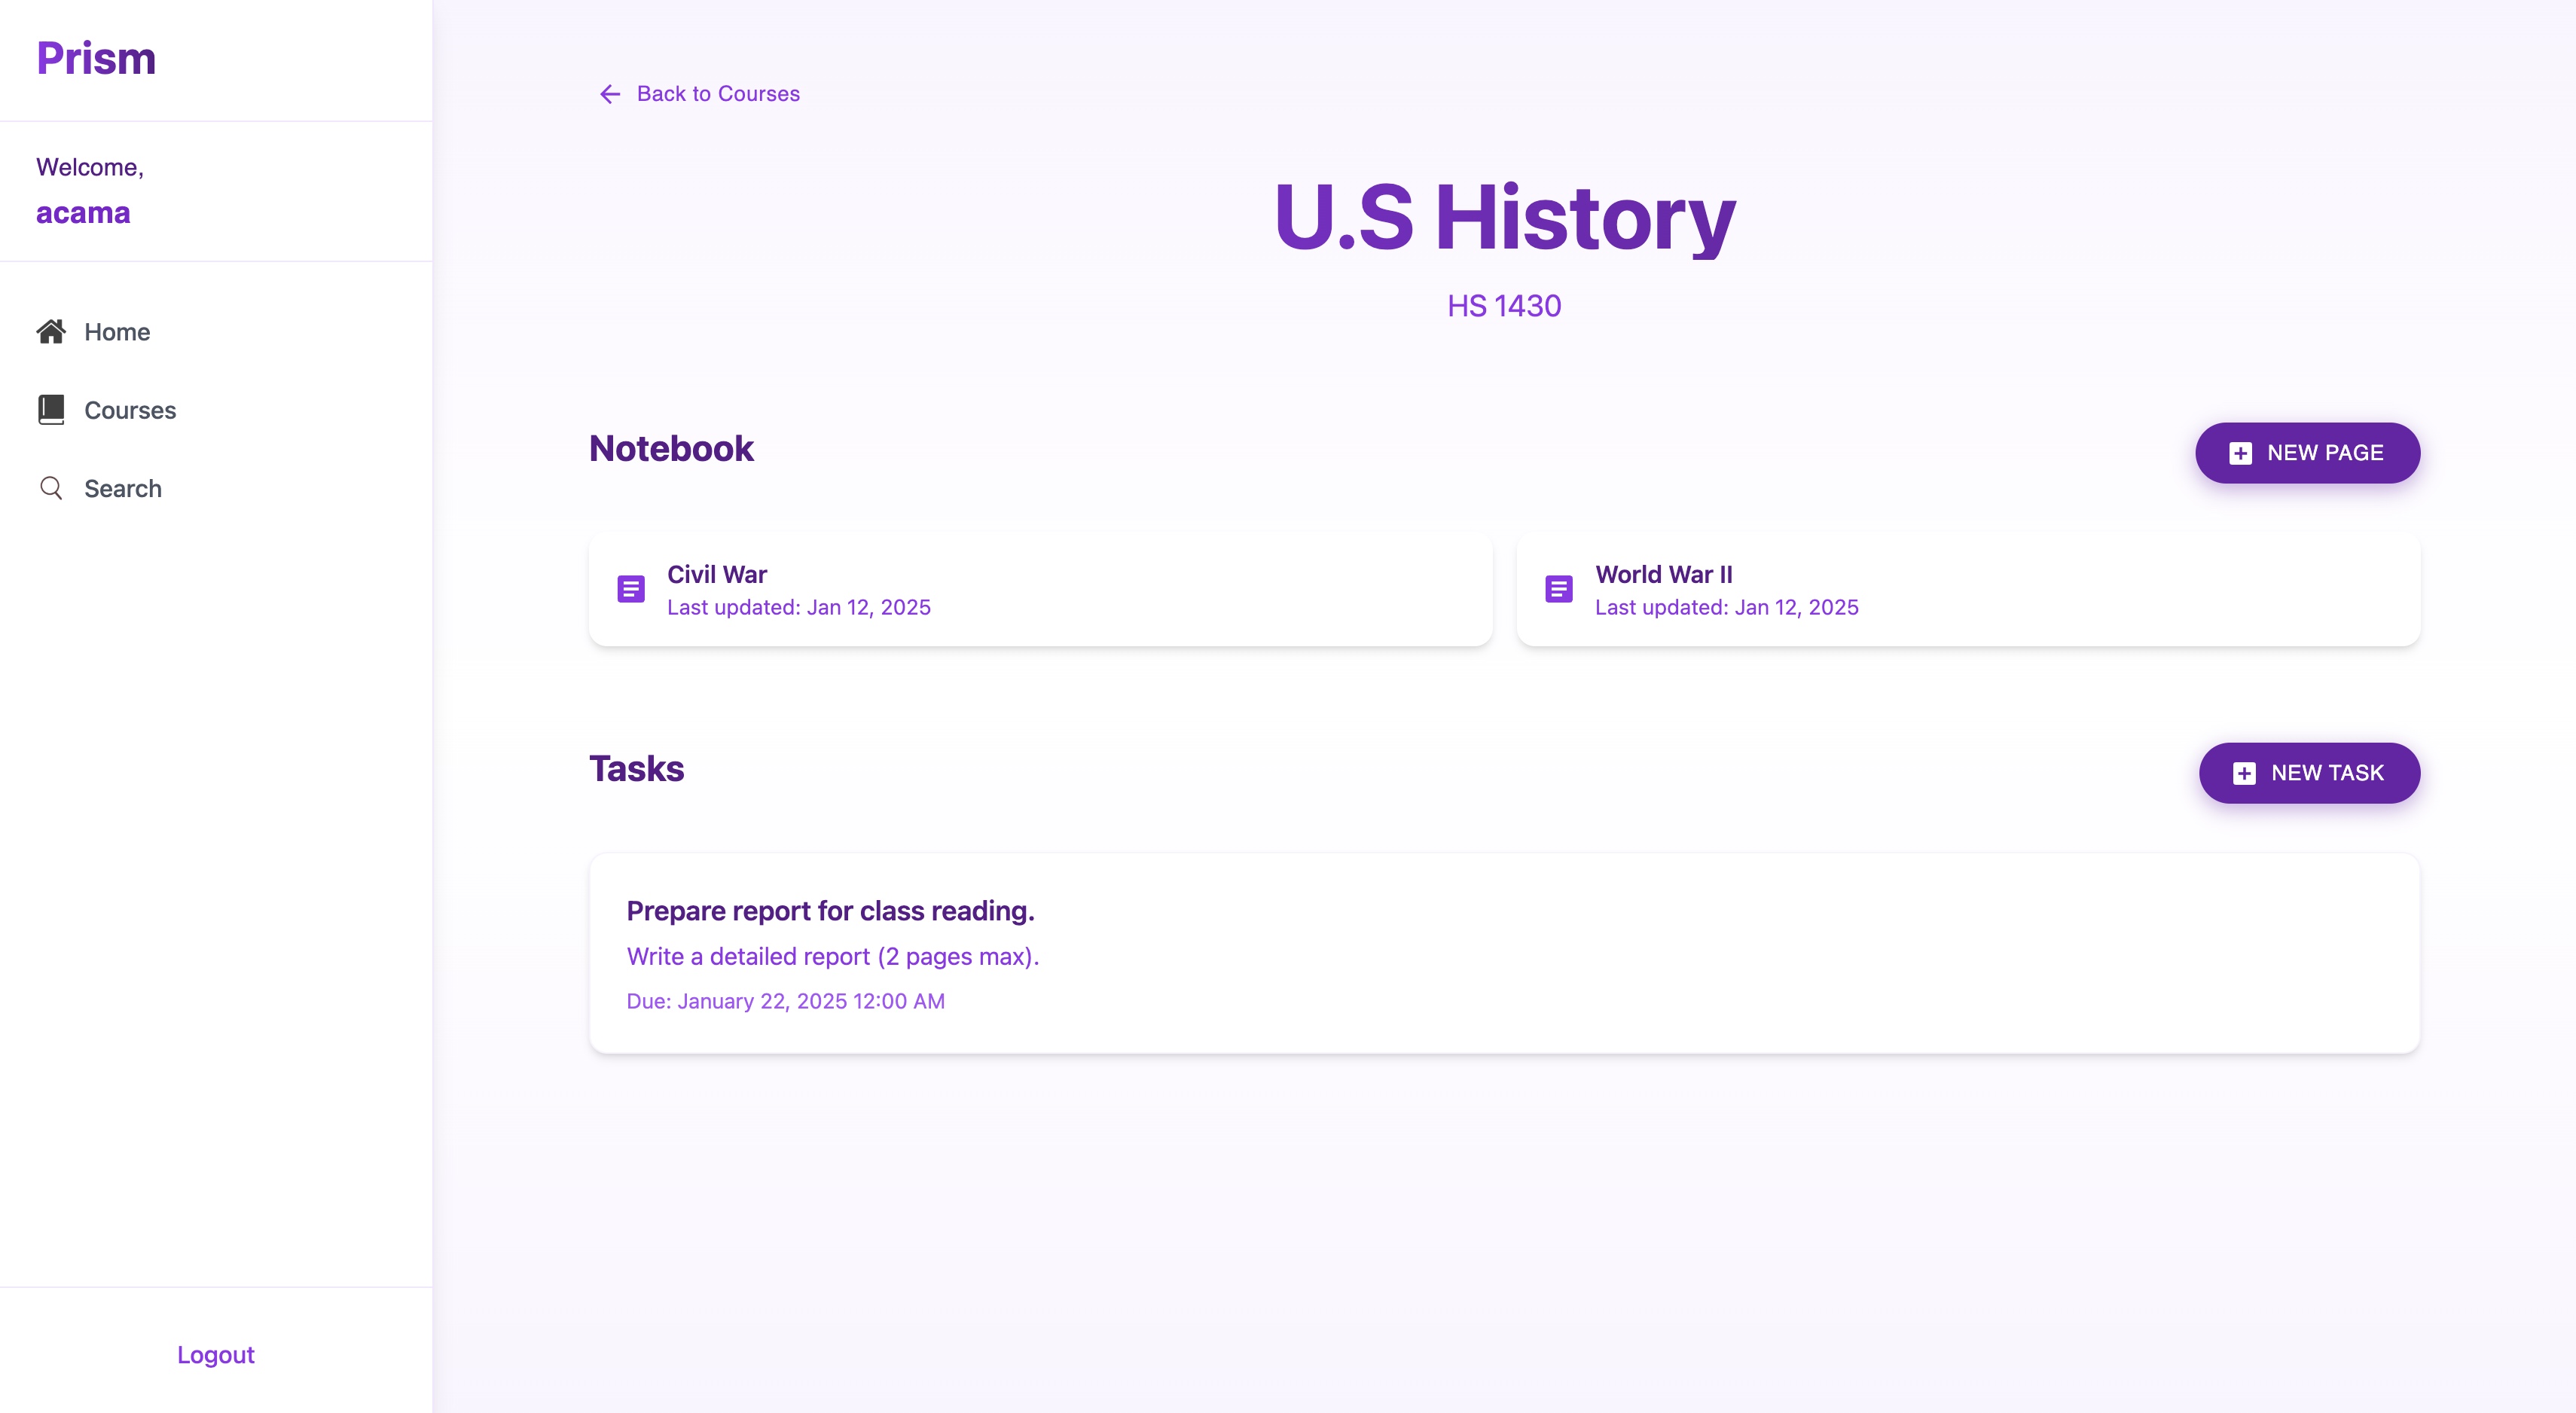 Prism
Welcome,
acama
Home
Courses
Search
Logout
Back to Courses
U.S History
HS 1430
Notebook
NEW PAGE
Civil War
Last updated: Jan 12, 2025
World War II
Last updated: Jan 12, 2025
Tasks
NEW TASK
Prepare report for class reading.
Write a detailed report (2 pages max).
Due: January 22, 2025 12:00 AM